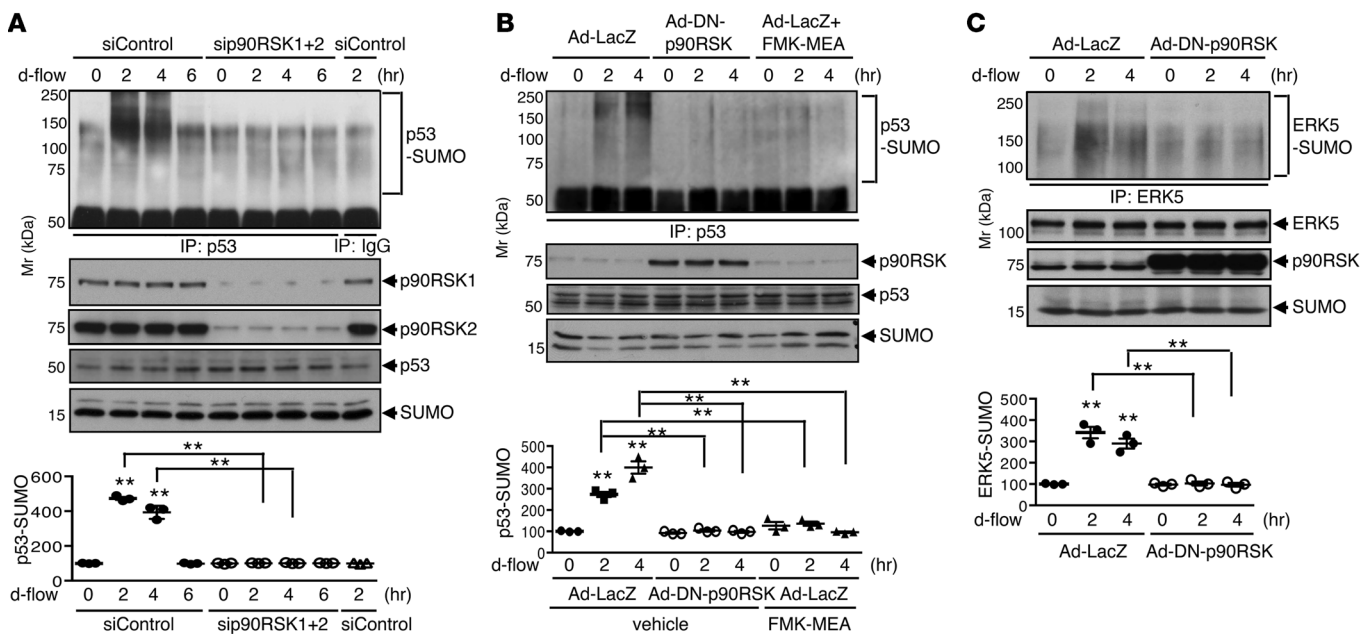 A
siControl sip90RSK1+2 siControl
d-flow 0 2 4 6 0 2 4 6 2 (hr)
250
150
100
75
50
p53
-SUMO
Mr (kDa)
IP: p53 IP: IgG
75 p90RSK1
75 p90RSK2
50 p53
15 SUMO
** 
**
600
400
200
0
p53-SUMO
** **
d-flow 0 2 4 6 0 2 4 6 2 (hr)
siControl sip90RSK1+2 siControl
B
Ad-LacZ Ad-DN-p90RSK Ad-LacZ+FMK-MEA
d-flow 0 2 4 0 2 4 0 2 4 (hr)
250
150
100
75
50
p53
-SUMO
Mr (kDa)
IP: p53
75 p90RSK
50 p53
15 SUMO
**
**
**
**
500
400
300
200
100
0
p53-SUMO
** **
d-flow 0 2 4 0 2 4 0 2 4 (hr)
Ad-LacZ Ad-DN-p90RSK Ad-LacZ
vehicle FMK-MEA
C
Ad-LacZ Ad-DN-p90RSK
d-flow 0 2 4 0 2 4 (hr)
250
150
100
ERK5
-SUMO
Mr (kDa)
IP: ERK5
100 ERK5
75 p90RSK
15 SUMO
**
**
500
400
300
200
100
0
ERK5-SUMO
** **
d-flow 0 2 4 0 2 4 (hr)
Ad-LacZ Ad-DN-p90RSK